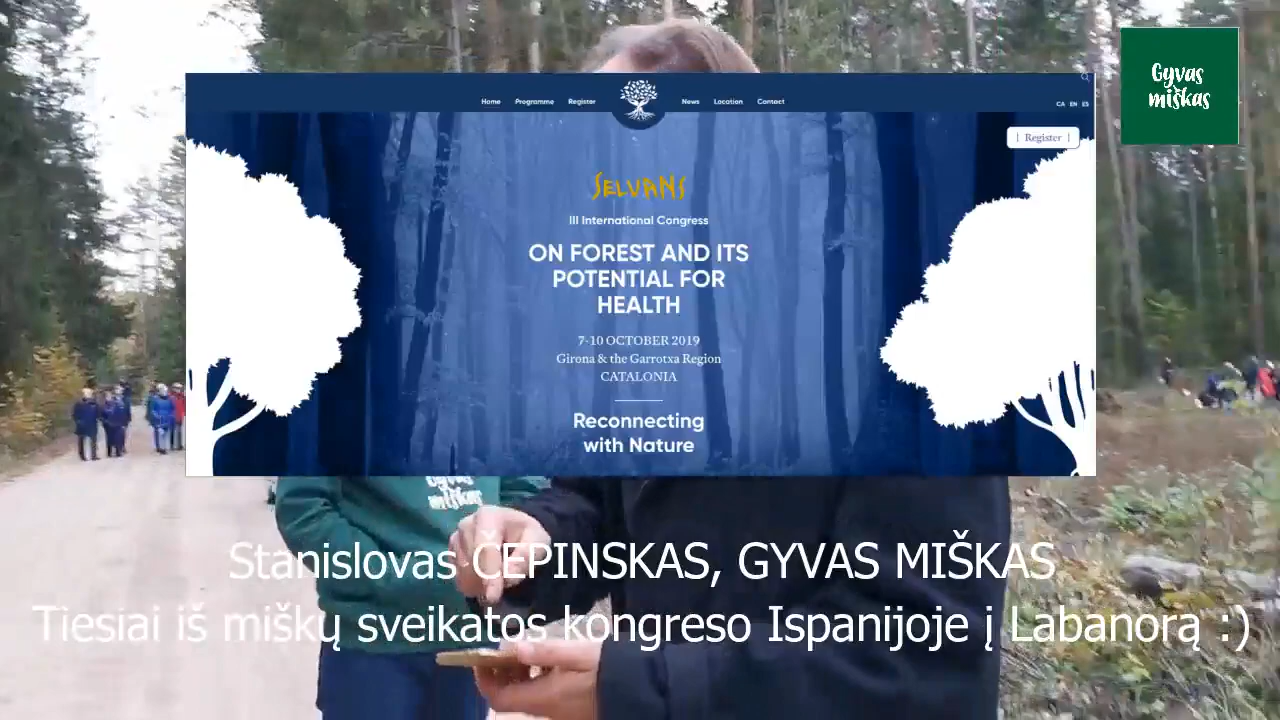 Gyvas
miškas
Home Programme Register News Location Contact
CA EN ES
| Register |
SELVANS
III International Congress
ON FOREST AND ITS
POTENTIAL FOR
HEALTH
7-10 OCTOBER 2019
Girona & the Garrotxa Region
CATALONIA
Reconnecting
with Nature
gyvas
miškas
Stanislovas ČEPINSKAS, GYVAS MIŠKAS
Tiesiai iš miškų sveikatos kongreso Ispanijoje į Labanorą :)